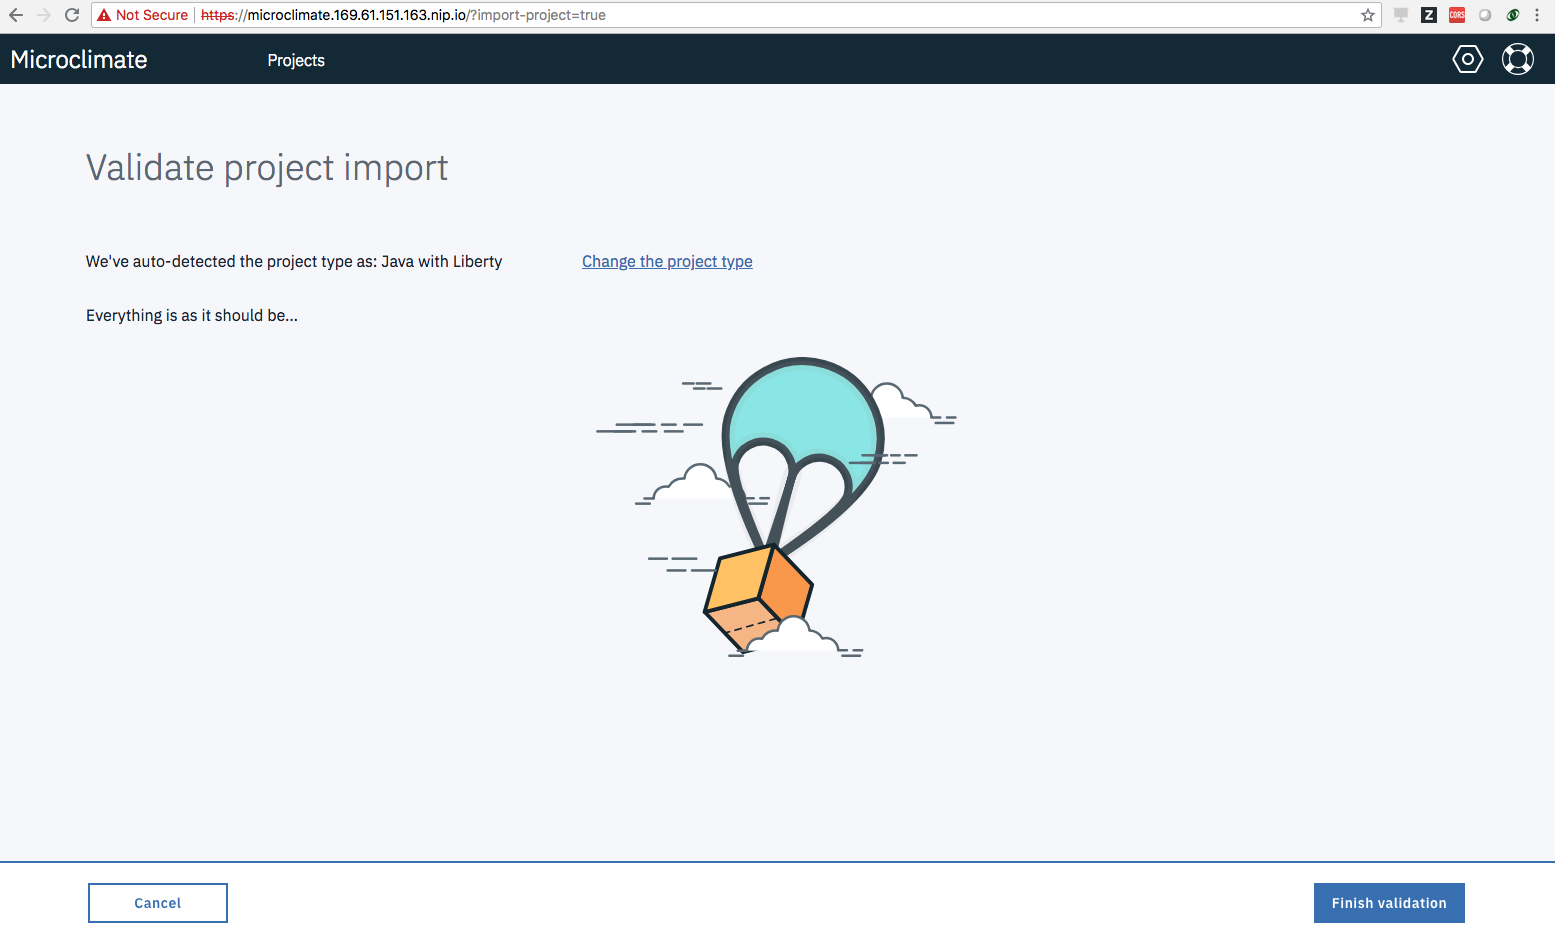 Not Secure https://microclimate.169.61.151.163.nip.io/?import-project=true
Z
CORS
Microclimate
Projects
Validate project import
We've auto-detected the project type as: Java with Liberty
Change the project type
Everything is as it should be...
Cancel
Finish validation